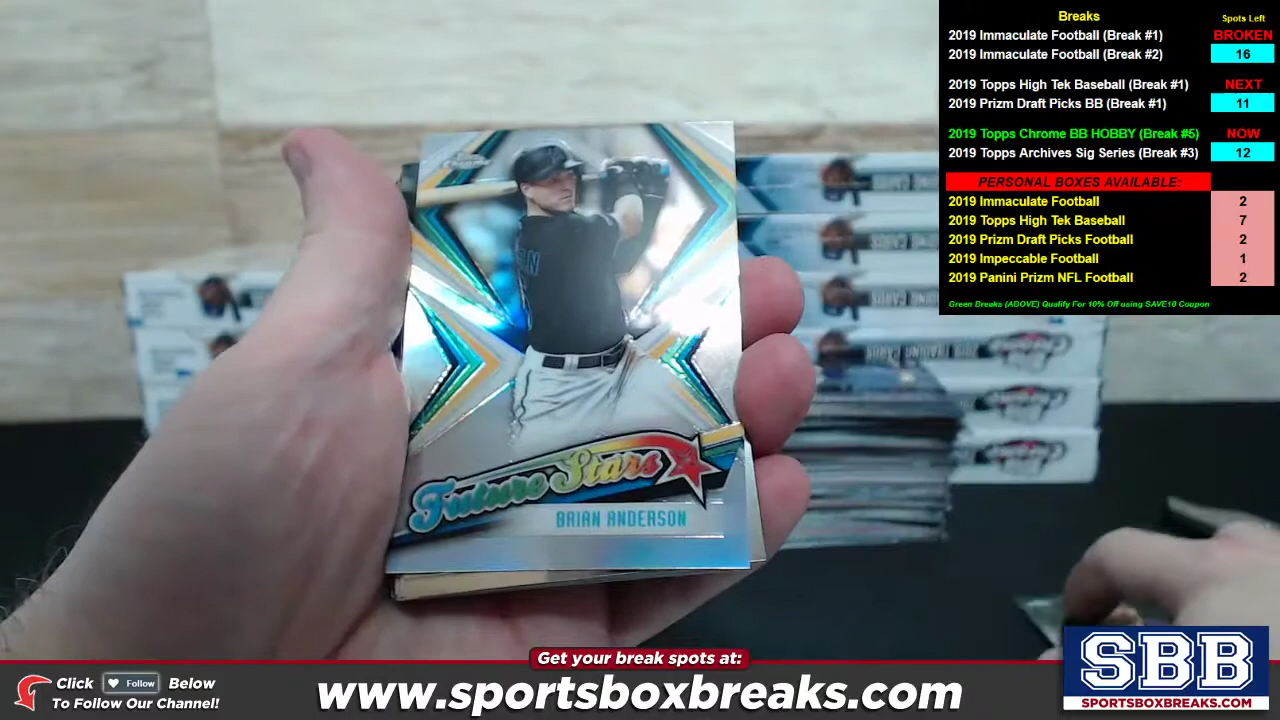 Breaks
Spots Left
2019 Immaculate Football (Break #1) BROKEN
2019 Immaculate Football (Break #2) 16
2019 Topps High Tek Baseball (Break #1) NEXT
2019 Prizm Draft Picks BB (Break #1) 11
2019 Topps Chrome BB HOBBY (Break #5) NOW
2019 Topps Archives Sig Series (Break #3) 12
PERSONAL BOXES AVAILABLE:
2019 Immaculate Football 2
2019 Topps High Tek Baseball 7
2019 Prizm Draft Picks Football 2
2019 Impeccable Football 1
2019 Panini Prizm NFL Football 2
Green Breaks (ABOVE) Qualify For 10% Off using SAVE10 Coupon
Chrome
Future Stars
BRIAN ANDERSON
Get your break spots at:
Click Follow Below
To Follow Our Channel!
www.sportsboxbreaks.com
SBB
SPORTSBOXBREAKS.COM